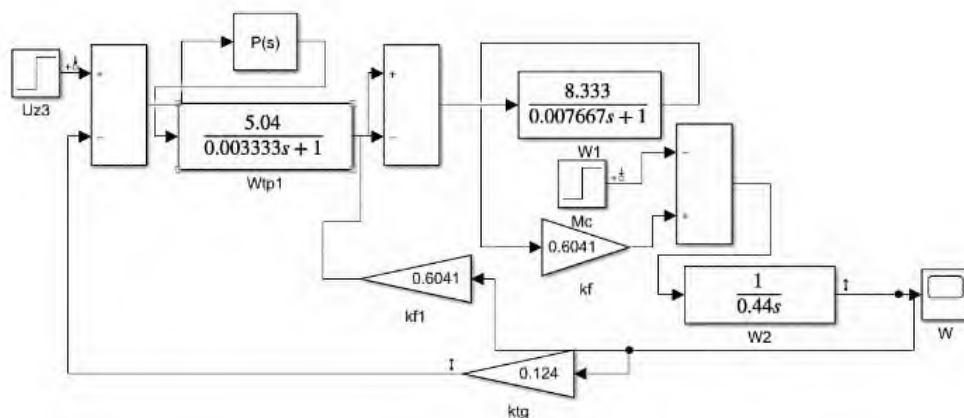 P(s)
+
−
Uz3
5.04
0.003333s + 1
Wtp1
+
−
8.333
0.007667s + 1
W1
−
+
Mc
0.6041
kf
0.6041
kf1
1
0.44s
W2
W
0.124
ktg